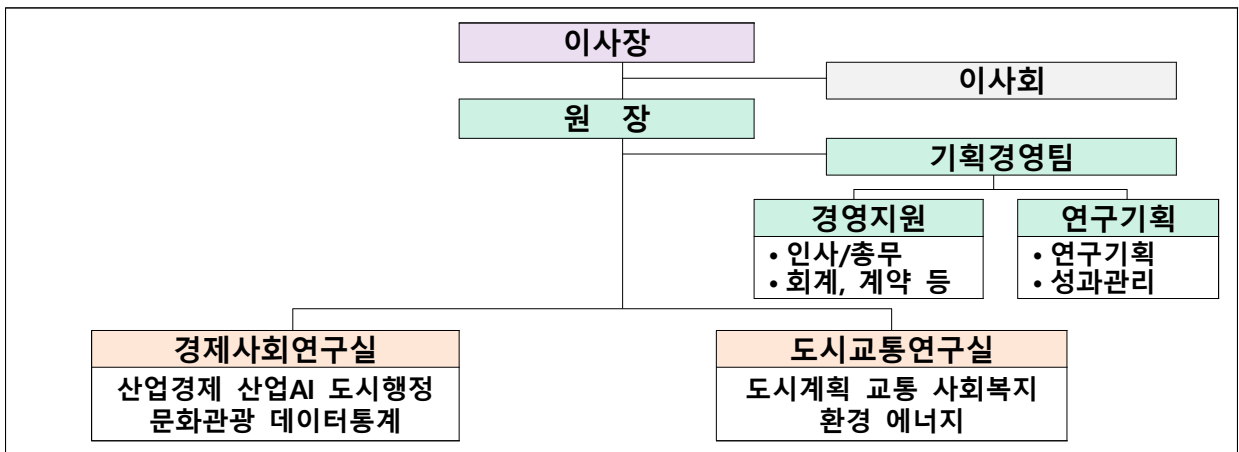 이사장
이사회
원 장
기획경영팀
경영지원
• 인사/총무
• 회계, 계약 등
연구기획
• 연구기획
• 성과관리
경제사회연구실
산업경제 산업AI 도시행정
문화관광 데이터통계
도시교통연구실
도시계획 교통 사회복지
환경 에너지